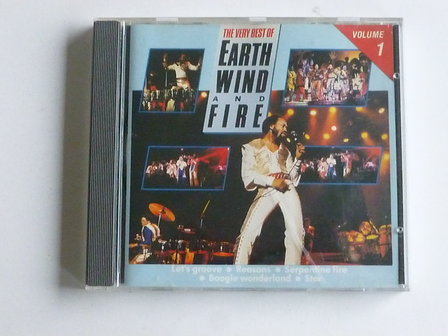 THE VERY BEST OF
EARTH
WIND
AND
FIRE
VOLUME
1
Let's groove • Reasons • Serpentine fire
• Boogie wonderland • Star